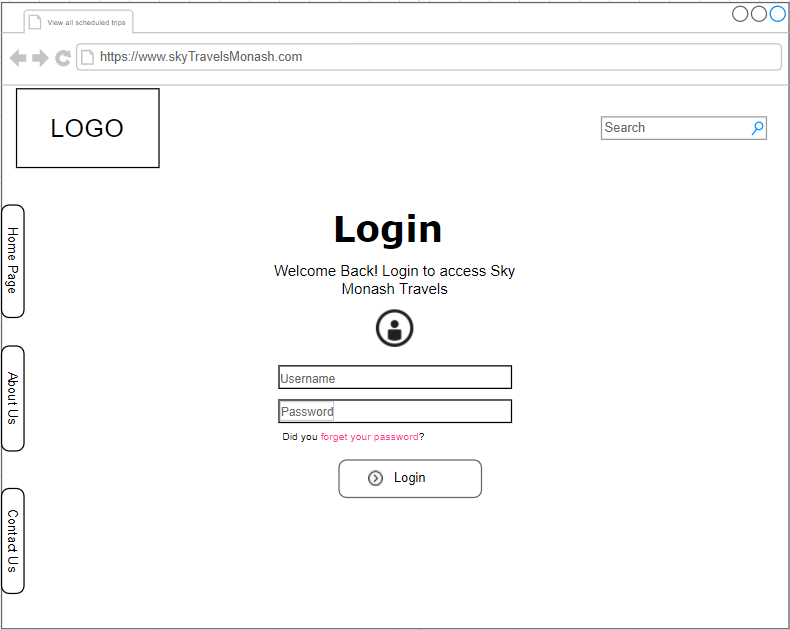 View all scheduled trips
https://www.skyTravelsMonash.com
LOGO
Search
Home Page
About Us
Contact Us
Login
Welcome Back! Login to access Sky
Monash Travels
Username
Password
Did you forget your password?
Login